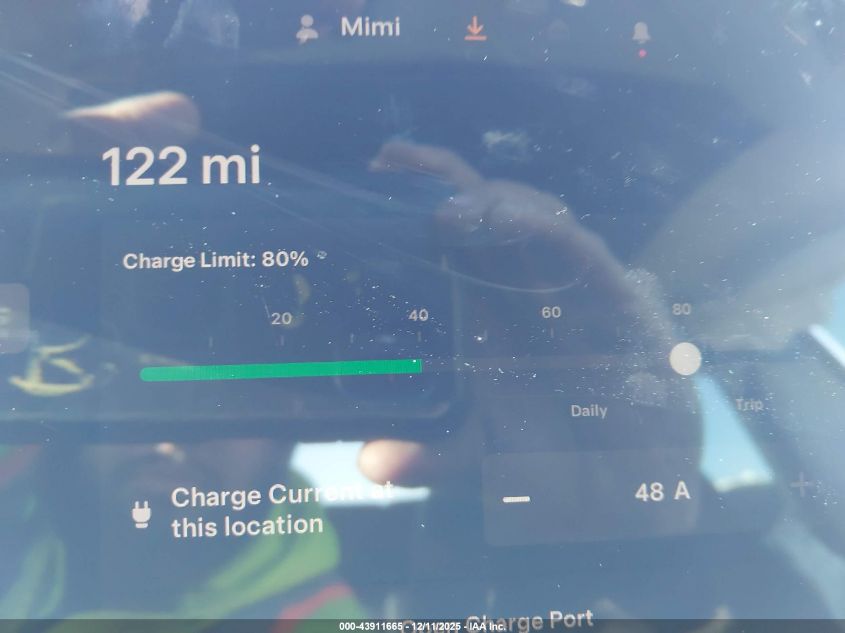 Mimi
122 mi
Charge Limit: 80%
20 40 60 80
Daily Trip
Charge Current at
this location
48 A
Charge Port
000-43911665 - 12/11/2025 - IAA Inc.